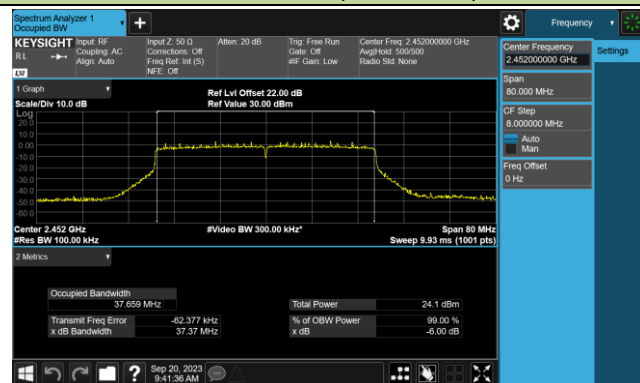 Spectrum Analyzer 1
Occupied BW
Frequency
KEYSIGHT
Input: RF
Input Z: 50 Ω
Atten: 20 dB
Trig: Free Run
Center Freq: 2.452000000 GHz
RL
Coupling: AC
Corrections: Off
Gate: Off
Avg|Hold: 500/500
Align: Auto
Freq Ref: Int (S)
#IF Gain: Low
Radio Std: None
NFE: Off
LXI
Center Frequency
2.452000000 GHz
Settings
Span
80.000 MHz
CF Step
8.000000 MHz
Auto
Man
Freq Offset
0 Hz
1 Graph
Ref Lvl Offset 22.00 dB
Scale/Div 10.0 dB
Ref Value 30.00 dBm
Log
20.0
10.0
0.00
-10.0
-20.0
-30.0
-40.0
-50.0
-60.0
Center 2.452 GHz
#Video BW 300.00 kHz*
Span 80 MHz
#Res BW 100.00 kHz
Sweep 9.93 ms (1001 pts)
2 Metrics
Occupied Bandwidth
37.659 MHz
Total Power
24.1 dBm
Transmit Freq Error
-62.377 kHz
% of OBW Power
99.00 %
x dB Bandwidth
37.37 MHz
x dB
-6.00 dB
?
Sep 20, 2023
9:41:36 AM